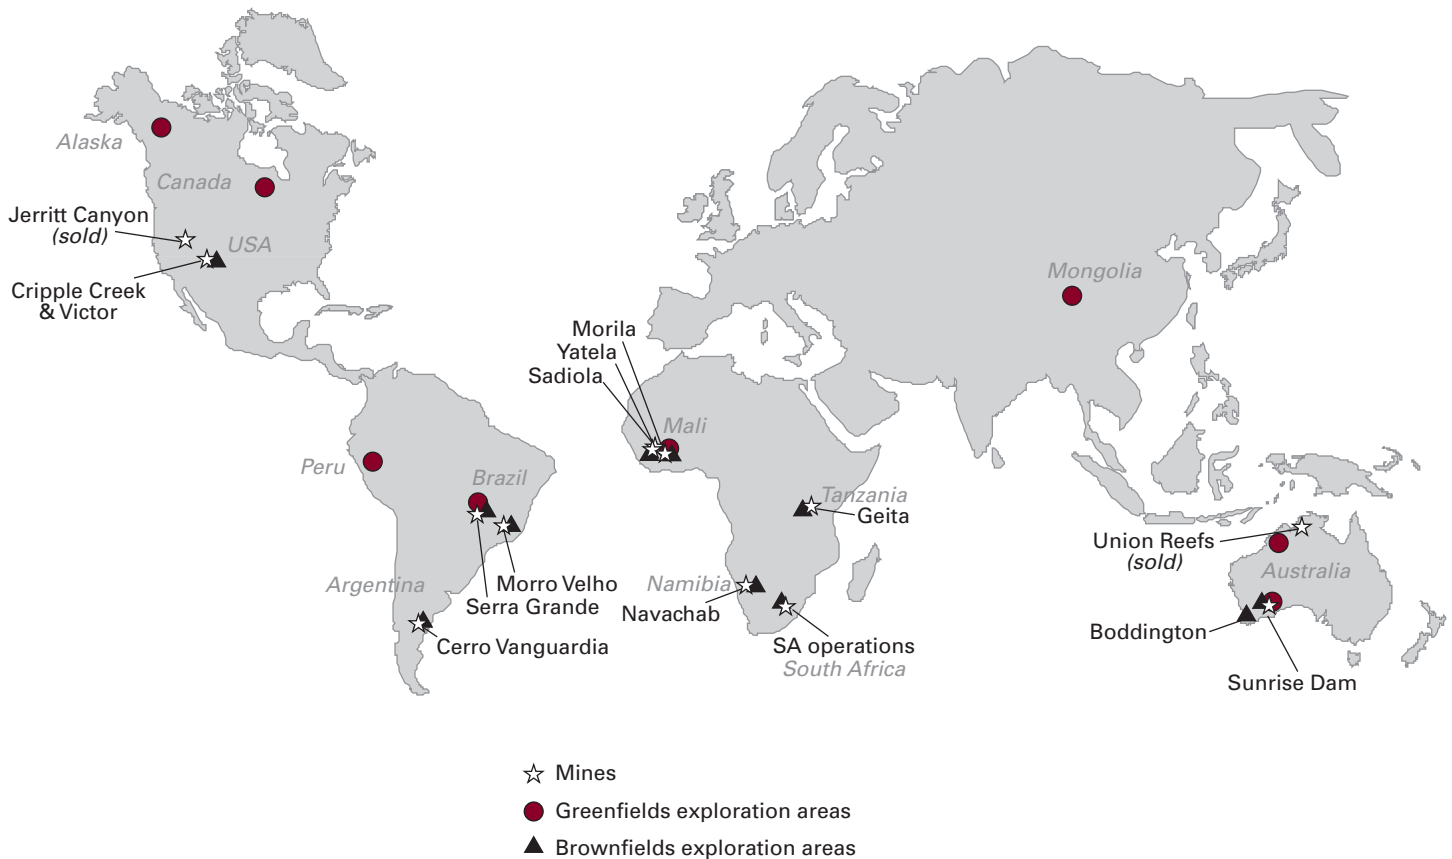 Alaska
Canada
Jerritt Canyon
(sold)
USA
Cripple Creek
& Victor
Mongolia
Morila
Yatela
Sadiola
Mali
Peru
Brazil
Tanzania
Geita
Union Reefs
(sold)
Australia
Argentina
Morro Velho
Serra Grande
Namibia
Navachab
Boddington
Cerro Vanguardia
SA operations
South Africa
Sunrise Dam
Mines
Greenfields exploration areas
Brownfields exploration areas